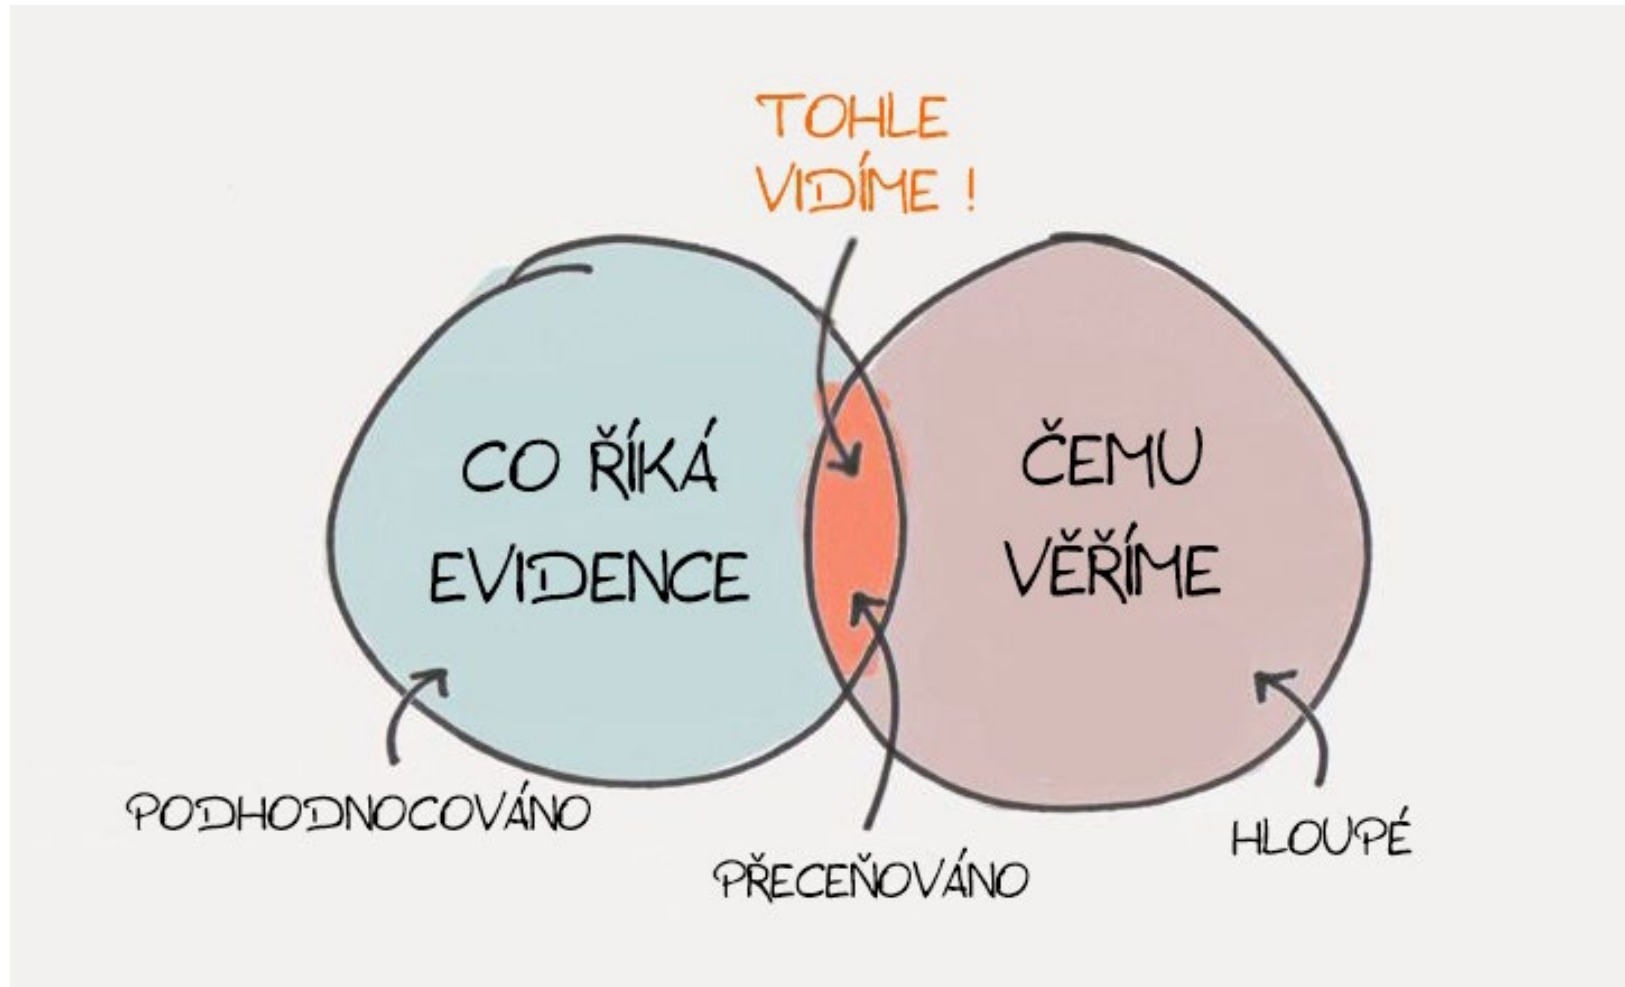 TOHLE
VIDÍME !
CO ŘÍKÁ
EVIDENCE
ČEMU
VĚŘÍME
PODHODNOCOVÁNO
PŘECEŇOVÁNO
HLOUPÉ